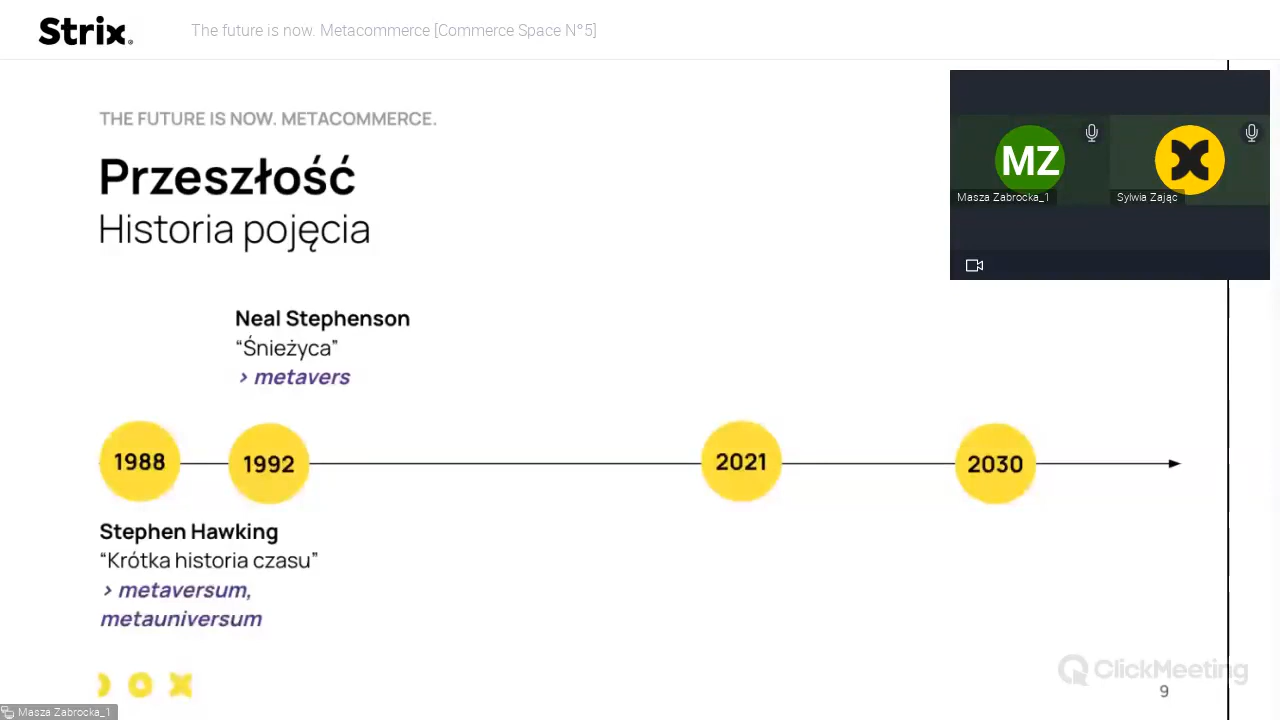 Strix
The future is now. Metacommerce [Commerce Space N°5]
THE FUTURE IS NOW. METACOMMERCE.
Przeszłość
Historia pojęcia
MZ
Masza Zabrocka_1
Sylwia Zając
Neal Stephenson
“Śnieżyca”
› metavers
1988
1992
2021
2030
Stephen Hawking
“Krótka historia czasu”
› metaversum,
metauniversum
ClickMeeting
9
Masza Zabrocka_1